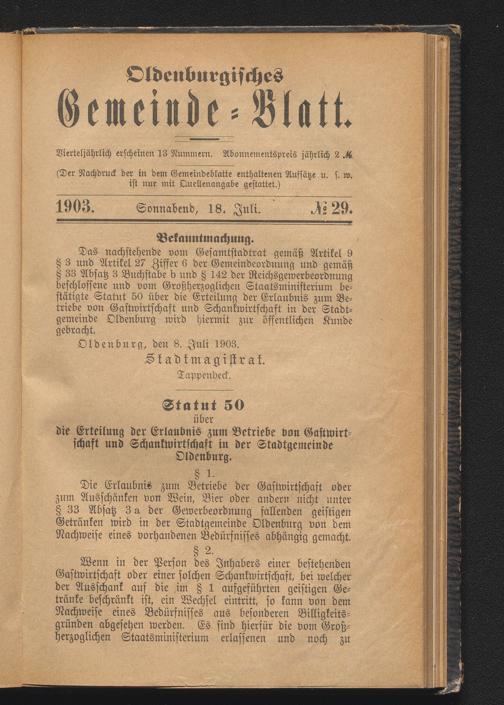 Oldenburgisches
Gemeinde-Blatt.
Vierteljährlich erscheinen 13 Nummern. Abonnementspreis jährlich 2 ℳ.
(Der Nachdruck der in dem Gemeindeblatte enthaltenen Aufsätze u. s. w.
ist nur mit Quellenangabe gestattet.)
1903. Sonnabend, 18. Juli. № 29.
Bekanntmachung.
Das nachstehende vom Gesamtstadtrat gemäß Artikel 9
§ 3 und Artikel 27 Ziffer 6 der Gemeindeordnung und gemäß
§ 33 Absatz 3 Buchstabe b und § 142 der Reichsgewerbeordnung
beschlossene und vom Großherzoglichen Staatsministerium be-
stätigte Statut 50 über die Erteilung der Erlaubnis zum Be-
triebe von Gastwirtschaft und Schankwirtschaft in der Stadt-
gemeinde Oldenburg wird hiermit zur öffentlichen Kunde
gebracht.
Oldenburg, den 8. Juli 1903.
Stadtmagistrat.
Tappenbeck.
Statut 50
über
die Erteilung der Erlaubnis zum Betriebe von Gastwirt-
schaft und Schankwirtschaft in der Stadtgemeinde
Oldenburg.
§ 1.
Die Erlaubnis zum Betriebe der Gastwirtschaft oder
zum Ausschänken von Wein, Bier oder andern nicht unter
§ 33 Absatz 3a der Gewerbeordnung fallenden geistigen
Getränken wird in der Stadtgemeinde Oldenburg von dem
Nachweise eines vorhandenen Bedürfnisses abhängig gemacht.
§ 2.
Wenn in der Person des Inhabers einer bestehenden
Gastwirtschaft oder einer solchen Schankwirtschaft, bei welcher
der Ausschank auf die im § 1 aufgeführten geistigen Ge-
tränke beschränkt ist, ein Wechsel eintritt, so kann von dem
Nachweise eines Bedürfnisses aus besonderen Billigkeits-
gründen abgesehen werden. Es sind hierfür die vom Groß-
herzoglichen Staatsministerium erlassenen und noch zu